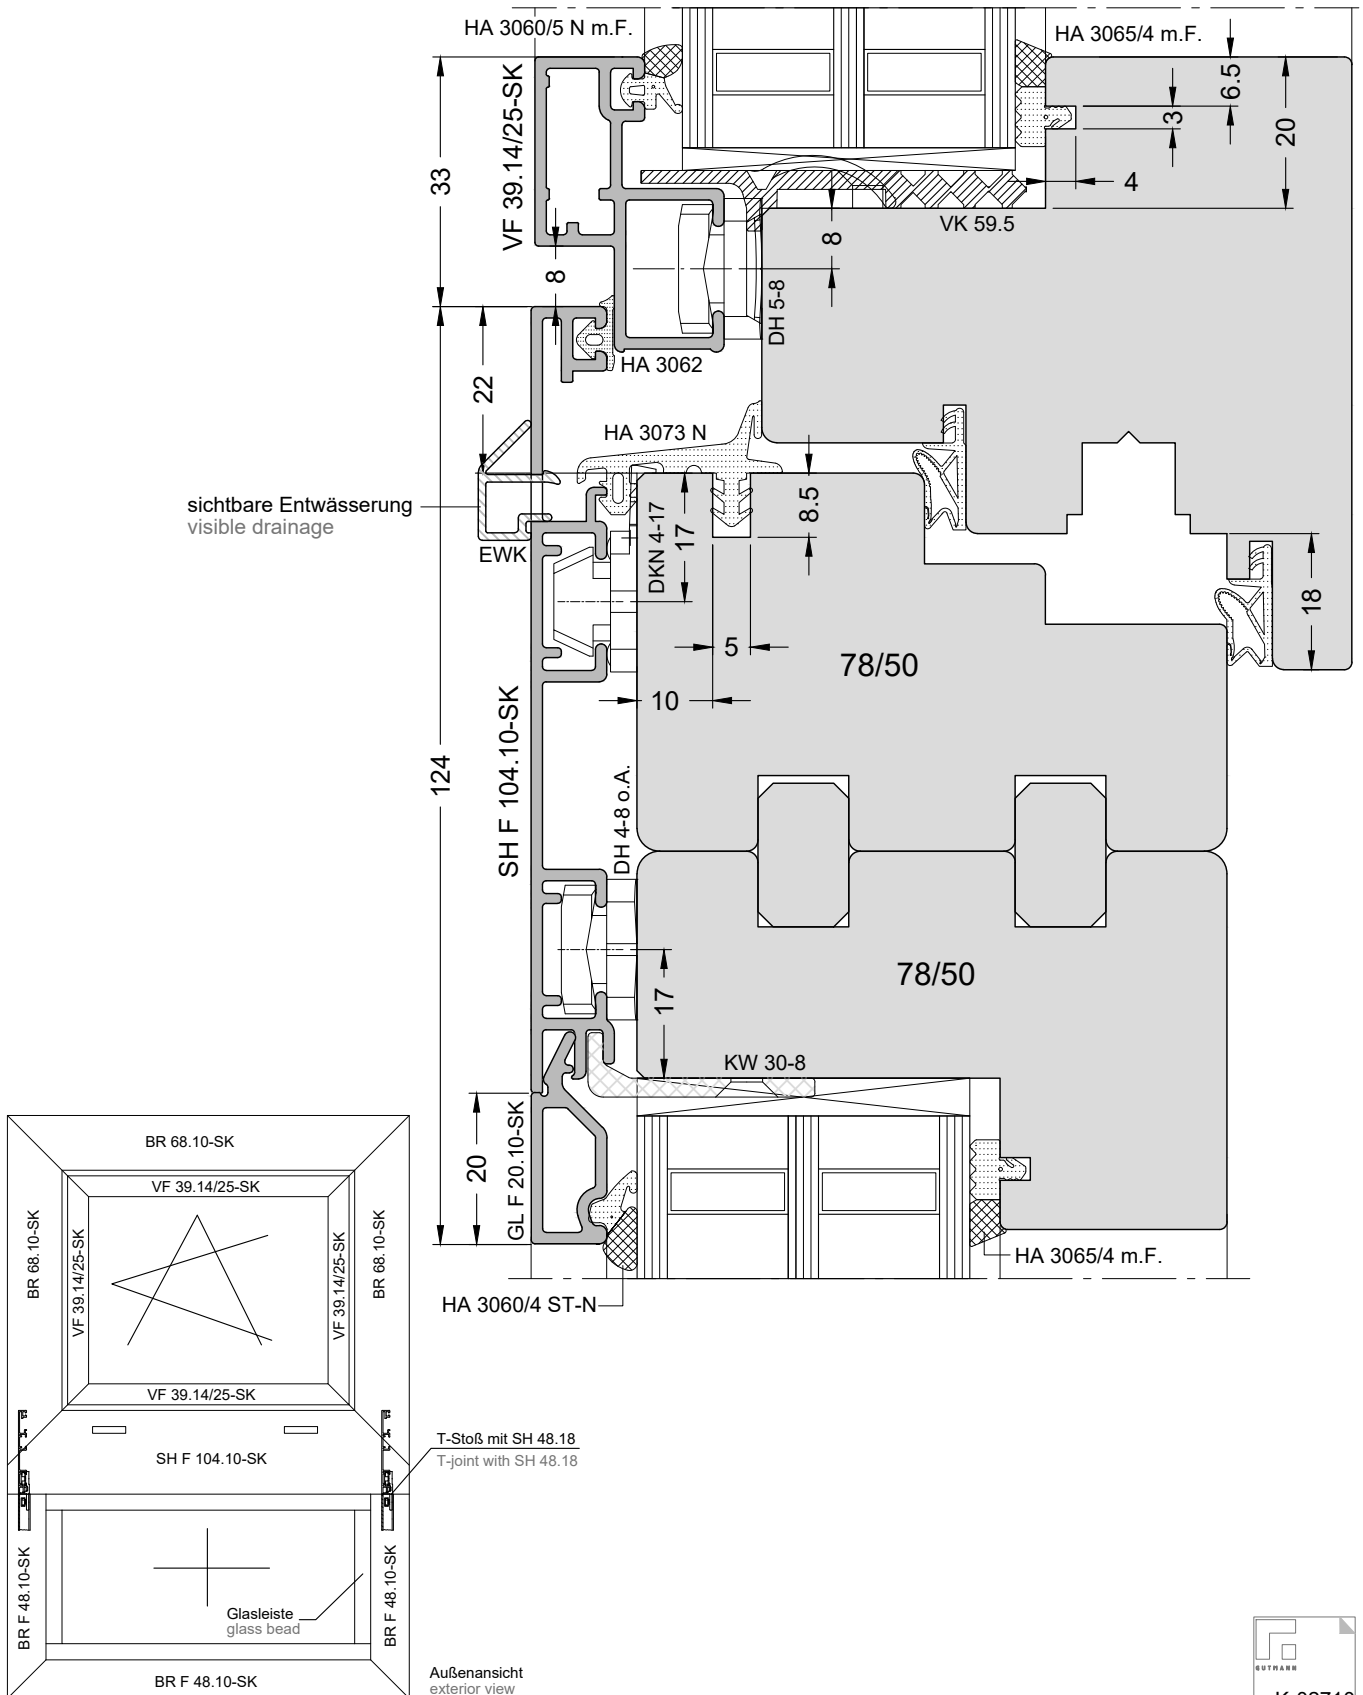 HA 3060/5 N m.F.
HA 3065/4 m.F.
VF 39.14/25-SK
33
6.5
3
20
4
VK 59.5
8
8
DH 5-8
HA 3062
22
HA 3073 N
sichtbare Entwässerung
visible drainage
EWK
DKN 4-17
17
8.5
5
10
78/50
18
SH F 104.10-SK
124
DH 4-8 o.A.
78/50
17
KW 30-8
GL F 20.10-SK
20
HA 3065/4 m.F.
HA 3060/4 ST-N
BR 68.10-SK
VF 39.14/25-SK
BR 68.10-SK
VF 39.14/25-SK
VF 39.14/25-SK
BR 68.10-SK
VF 39.14/25-SK
SH F 104.10-SK
T-Stoß mit SH 48.18
T-joint with SH 48.18
BR F 48.10-SK
Glasleiste
glass bead
BR F 48.10-SK
BR F 48.10-SK
Außenansicht
exterior view
GUTMANN